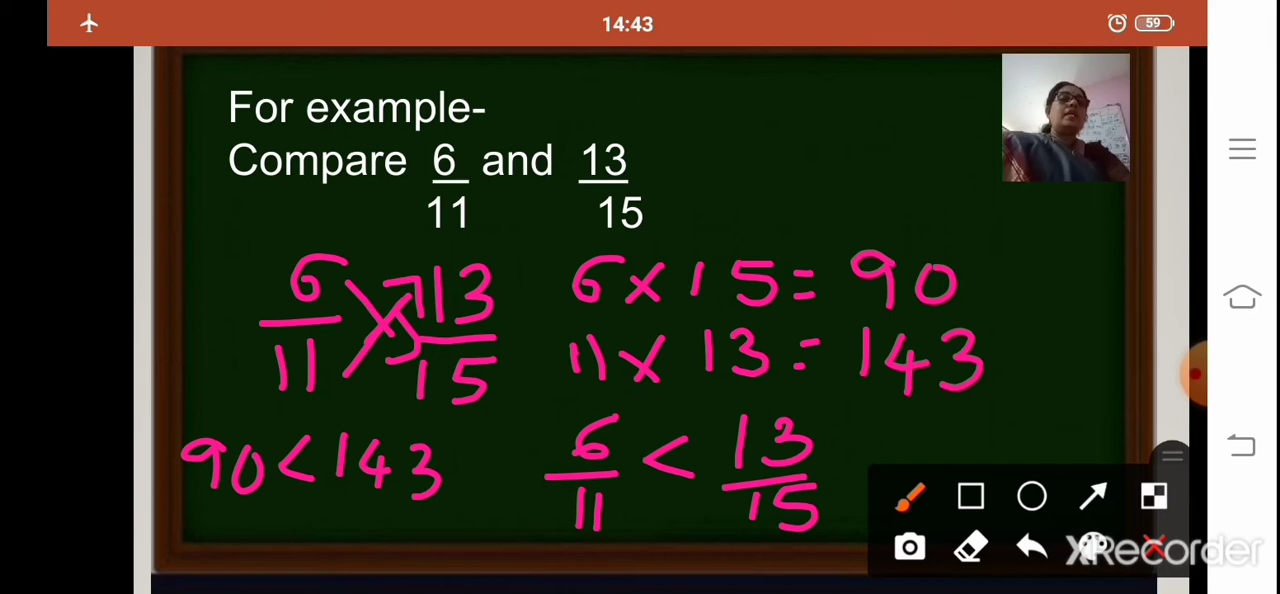 14:43
59
For example-
Compare 6/11 and 13/15
6/11 13/15
6 x 15 = 90
11 x 13 = 143
90 < 143
6/11 < 13/15
XRecorder